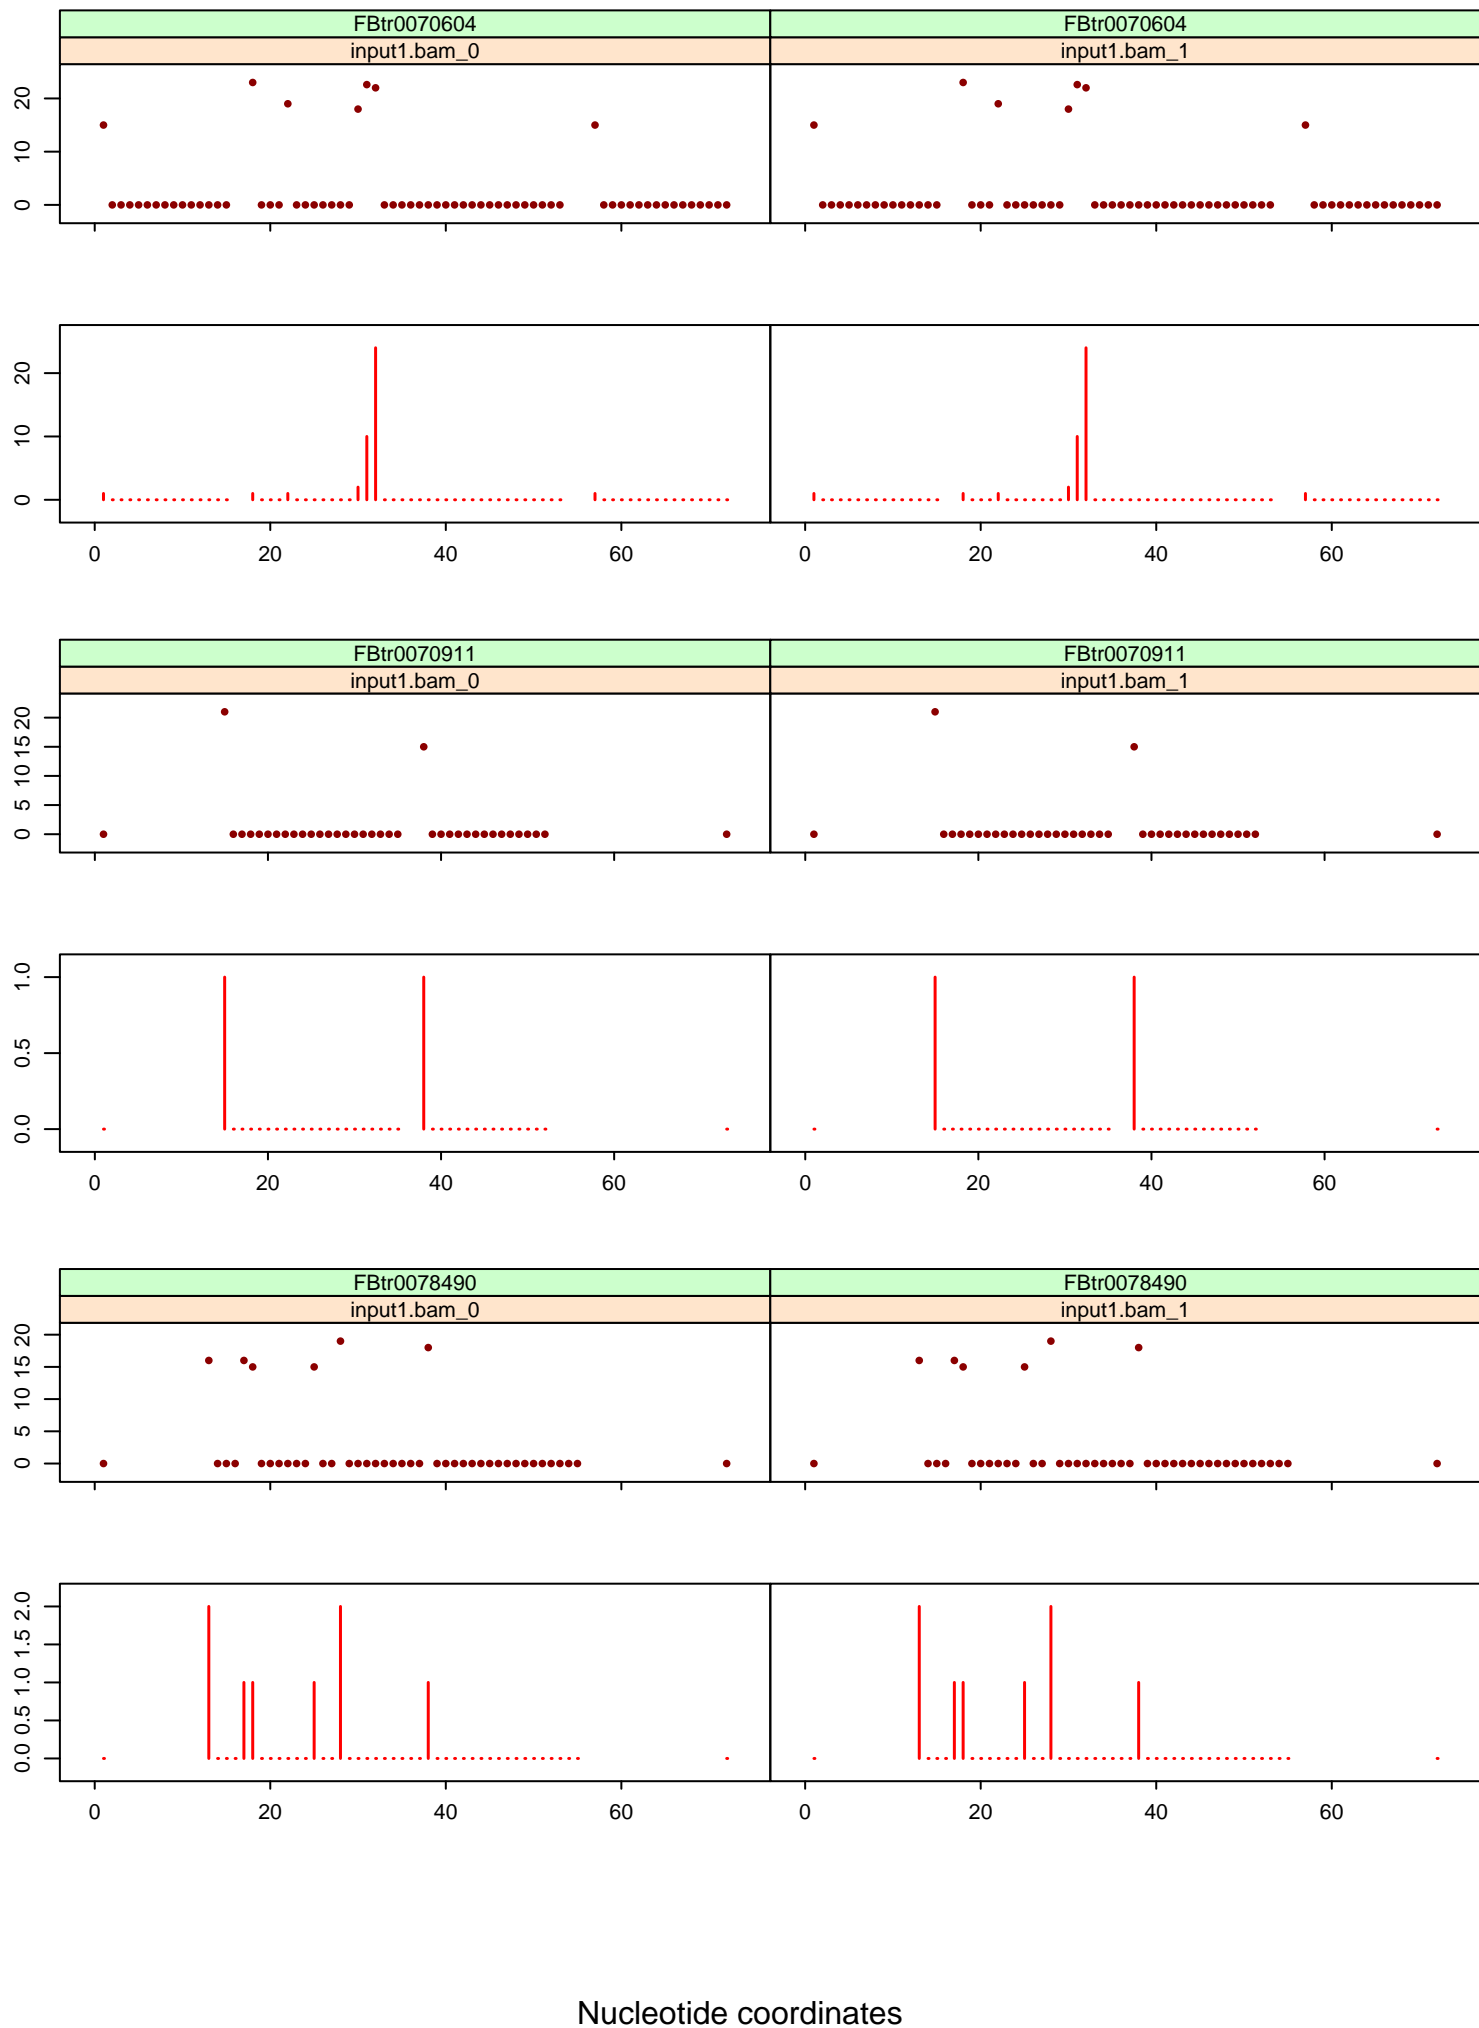 FBtr0070604 FBtr0070604
input1.bam_0 input1.bam_1
20
10
0
20
10
0
0 20 40 60 0 20 40 60
FBtr0070911 FBtr0070911
input1.bam_0 input1.bam_1
20
15
10
5
0
1.0
0.5
0.0
0 20 40 60 0 20 40 60
FBtr0078490 FBtr0078490
input1.bam_0 input1.bam_1
20
15
10
5
0
2.0
1.5
1.0
0.5
0.0
0 20 40 60 0 20 40 60
Nucleotide coordinates